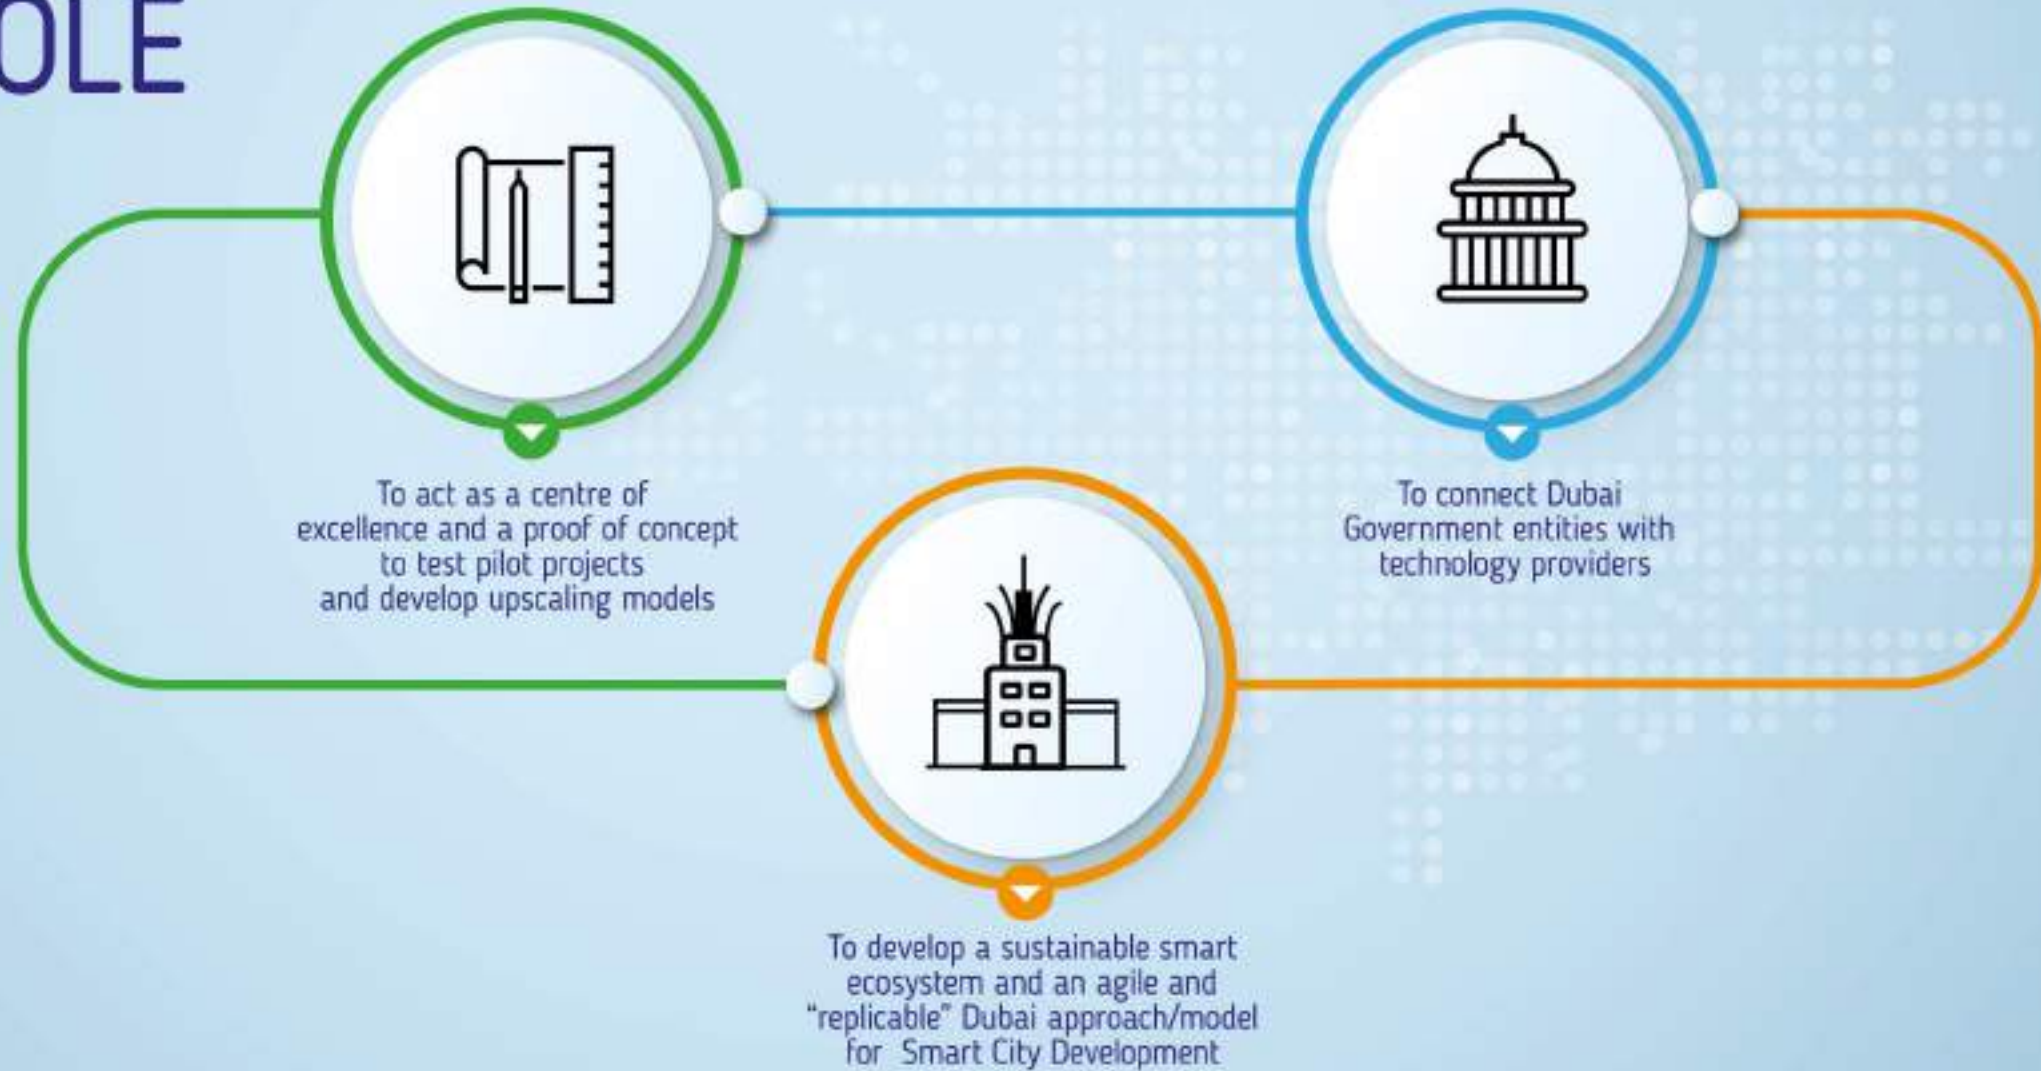 OLE
To act as a centre of
excellence and a proof of concept
to test pilot projects
and develop upscaling models
To connect Dubai
Government entities with
technology providers
To develop a sustainable smart
ecosystem and an agile and
“replicable” Dubai approach/model
for Smart City Development